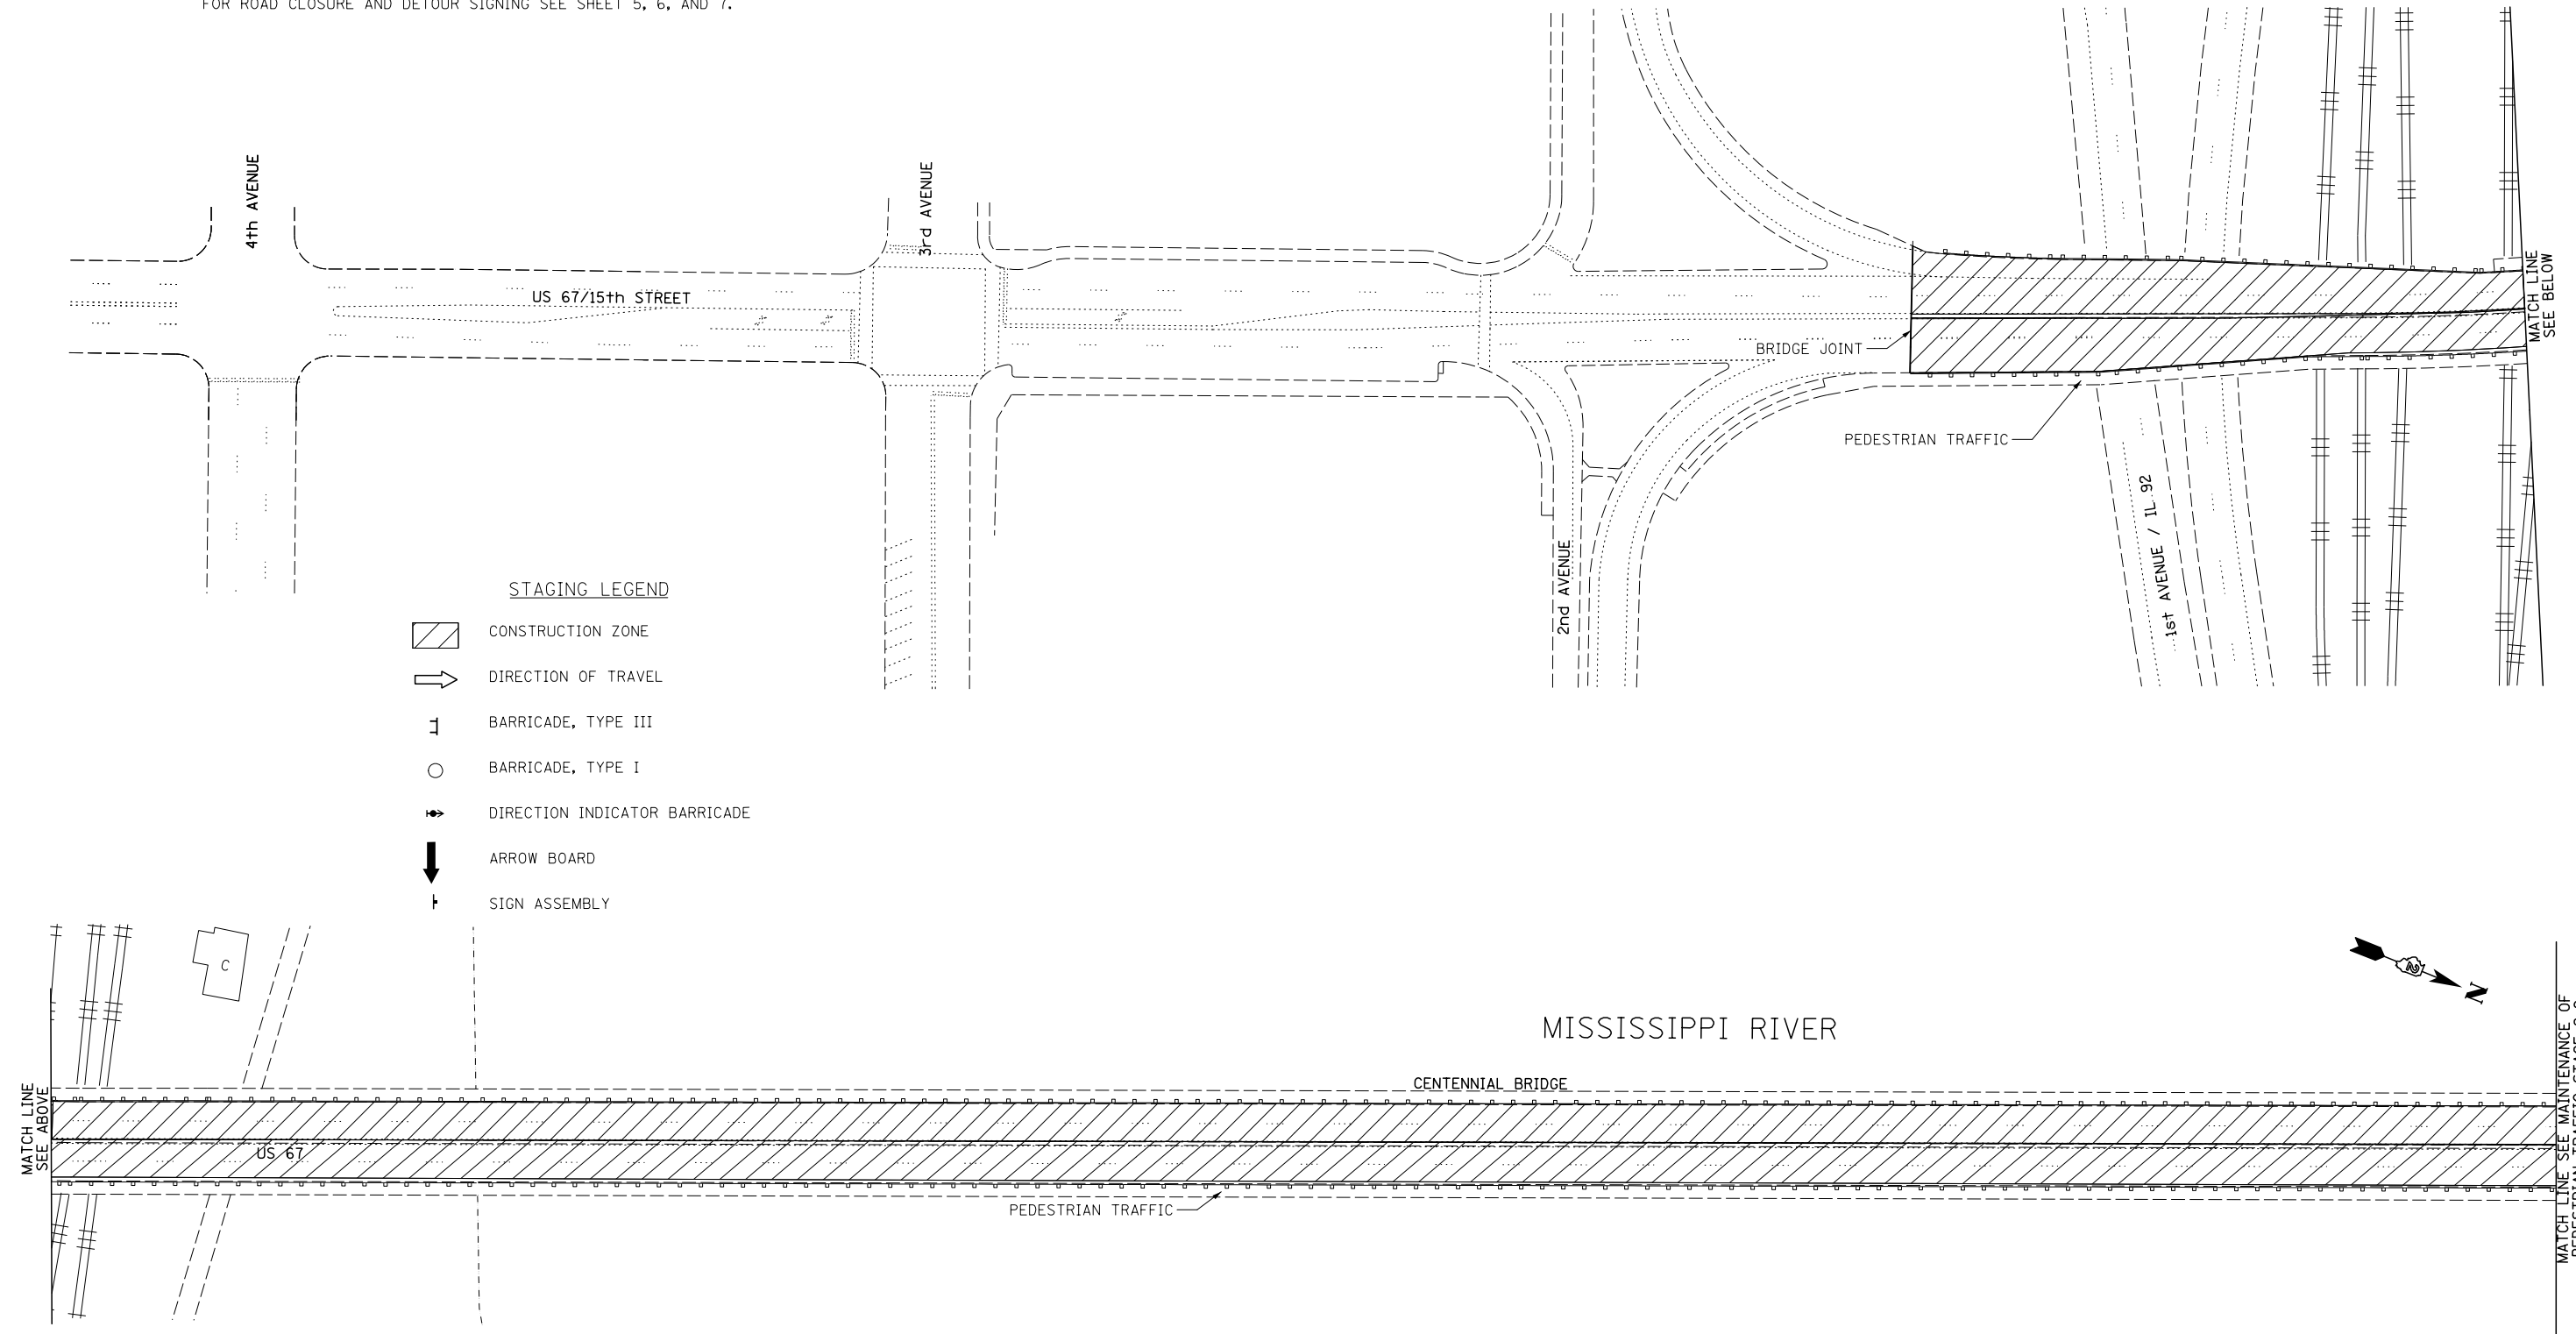 FOR ROAD CLOSURE AND DETOUR SIGNING SEE SHEET 5, 6, AND 7.
4th AVENUE
3rd AVENUE
US 67/15th STREET
BRIDGE JOINT
MATCH LINE
SEE BELOW
PEDESTRIAN TRAFFIC
2nd AVENUE
1st AVENUE / IL 92
STAGING LEGEND
CONSTRUCTION ZONE
DIRECTION OF TRAVEL
BARRICADE, TYPE III
BARRICADE, TYPE I
DIRECTION INDICATOR BARRICADE
ARROW BOARD
SIGN ASSEMBLY
C
N
MISSISSIPPI RIVER
CENTENNIAL BRIDGE
MATCH LINE
SEE ABOVE
US 67
PEDESTRIAN TRAFFIC
MATCH LINE SEE MAINTENANCE OF